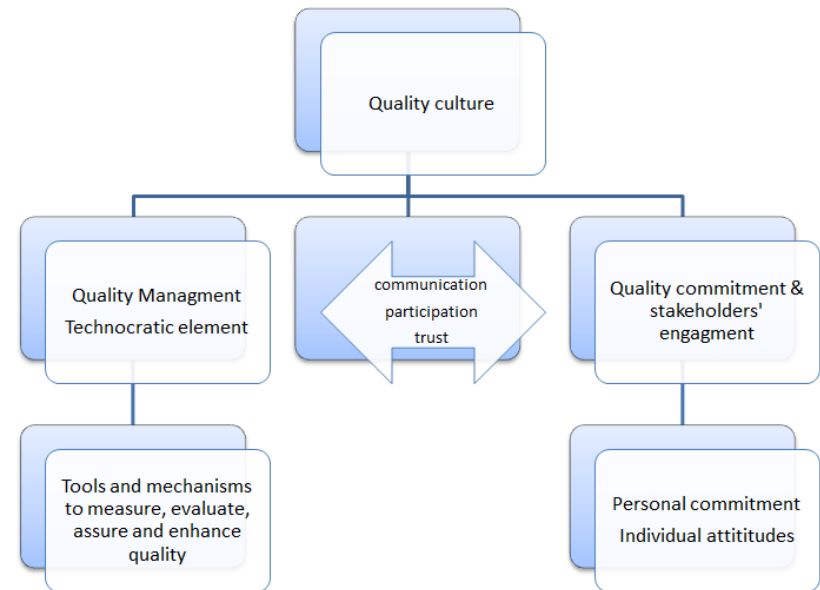 Quality culture
Quality Managment
Technocratic element
communication
participation
trust
Quality commitment &
stakeholders'
engagment
Tools and mechanisms
to measure, evaluate,
assure and enhance
quality
Personal commitment
Individual attititudes